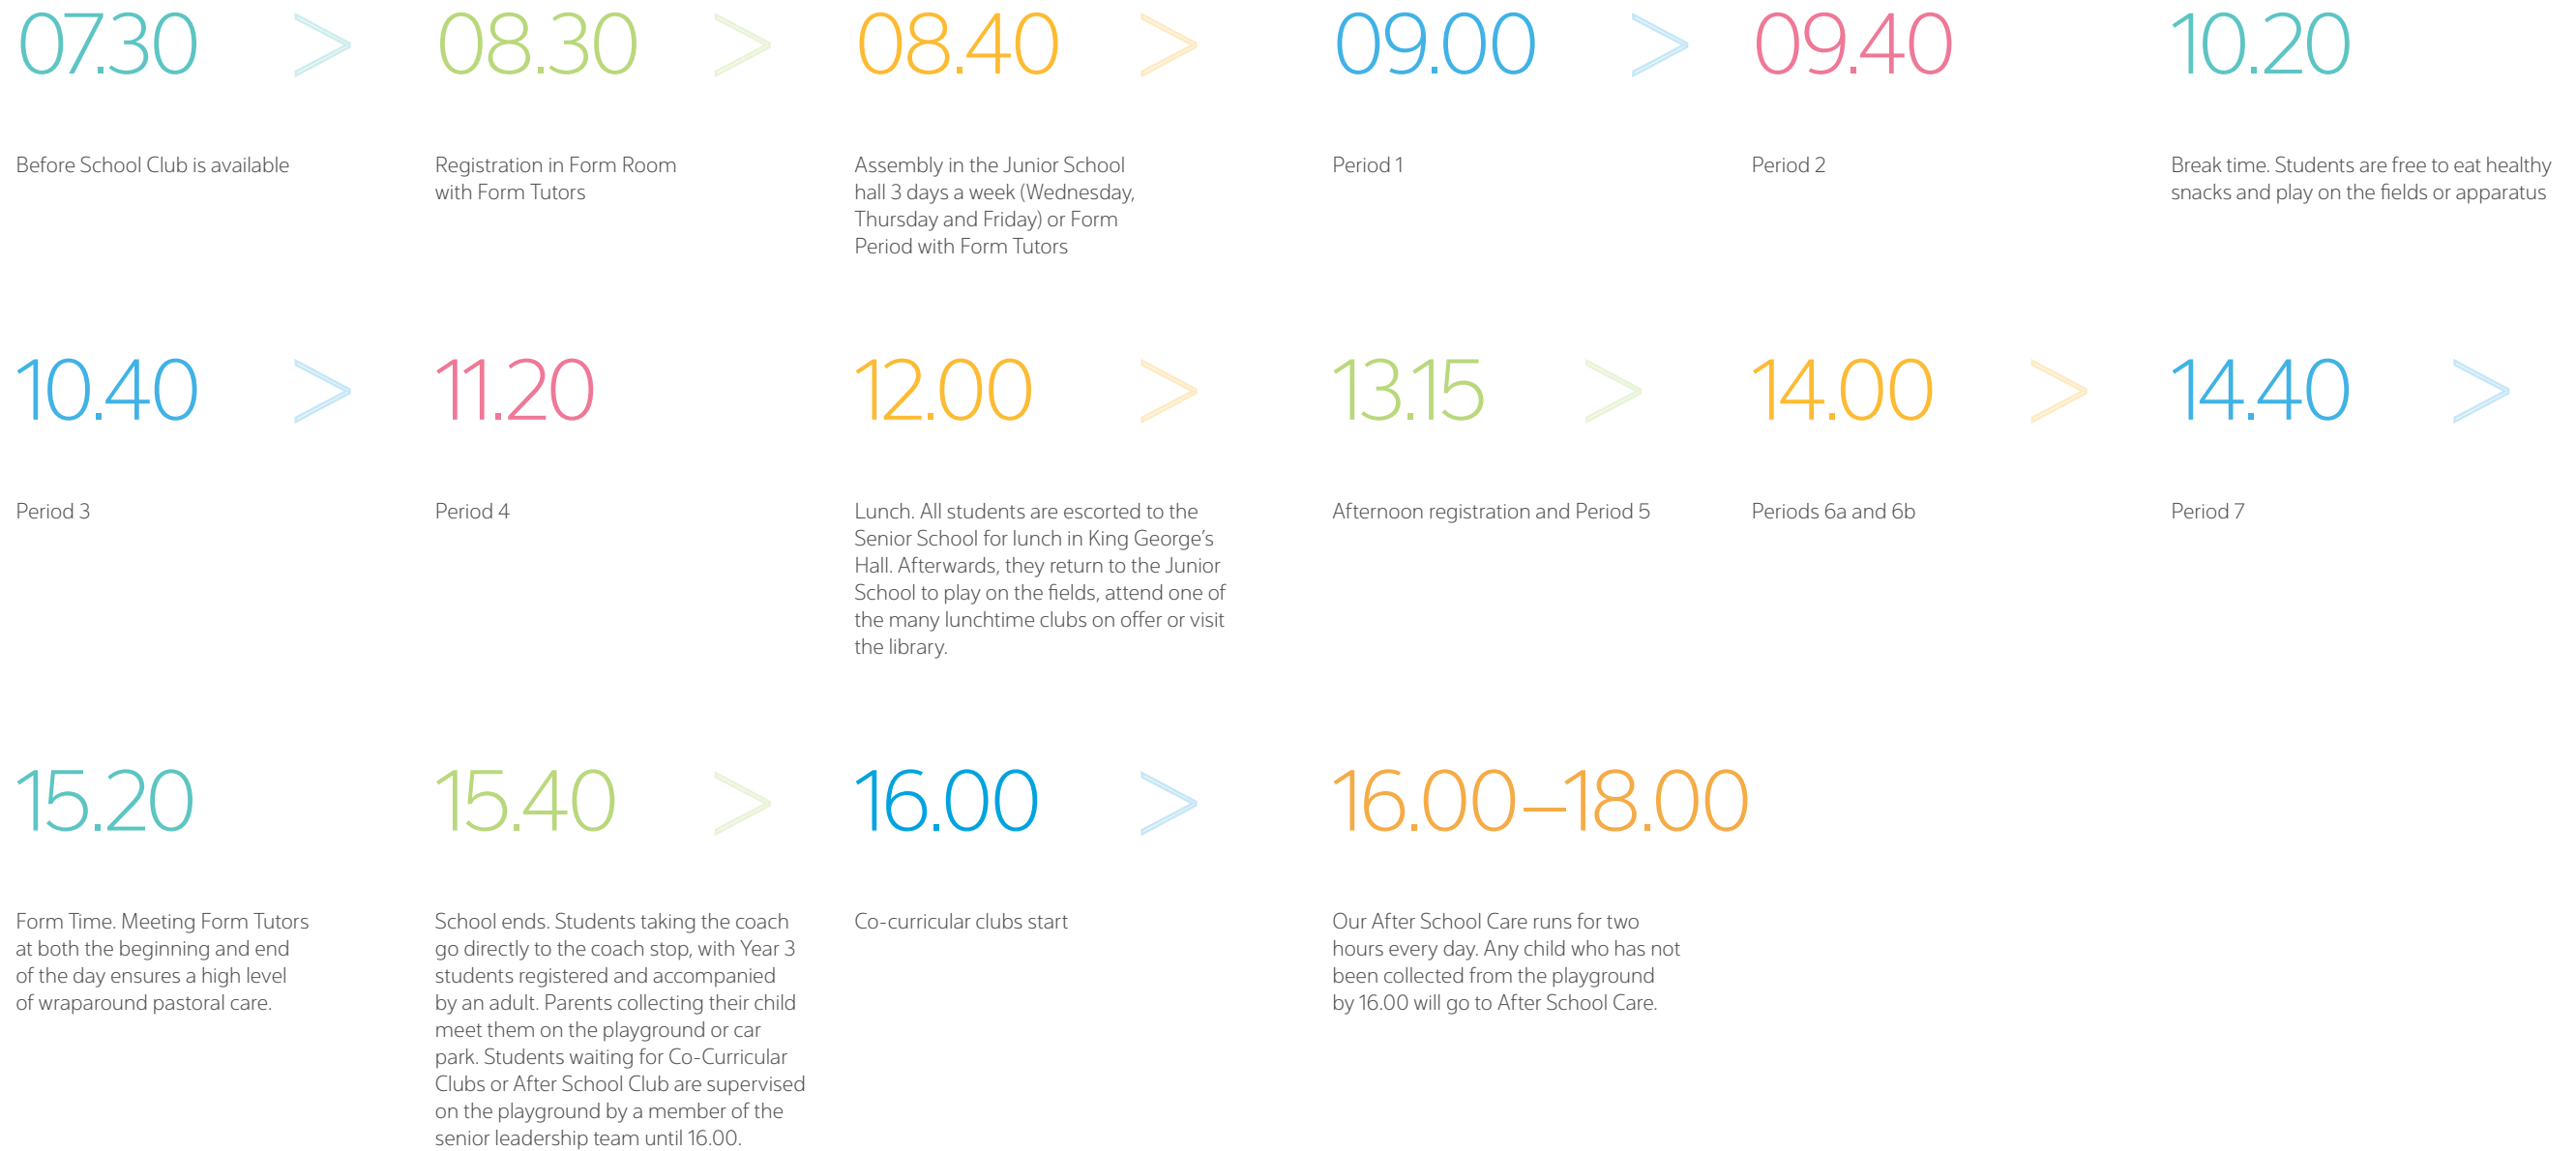 07.30 >
Before School Club is available
08.30 >
Registration in Form Room
with Form Tutors
08.40 >
Assembly in the Junior School
hall 3 days a week (Wednesday,
Thursday and Friday) or Form
Period with Form Tutors
09.00 >
Period 1
09.40
Period 2
10.20
Break time. Students are free to eat healthy
snacks and play on the fields or apparatus
10.40 >
Period 3
11.20
Period 4
12.00 >
Lunch. All students are escorted to the
Senior School for lunch in King George’s
Hall. Afterwards, they return to the Junior
School to play on the fields, attend one of
the many lunchtime clubs on offer or visit
the library.
13.15 >
Afternoon registration and Period 5
14.00 >
Periods 6a and 6b
14.40 >
Period 7
15.20
Form Time. Meeting Form Tutors
at both the beginning and end
of the day ensures a high level
of wraparound pastoral care.
15.40 >
School ends. Students taking the coach
go directly to the coach stop, with Year 3
students registered and accompanied
by an adult. Parents collecting their child
meet them on the playground or car
park. Students waiting for Co-Curricular
Clubs or After School Club are supervised
on the playground by a member of the
senior leadership team until 16.00.
16.00 >
Co-curricular clubs start
16.00–18.00
Our After School Care runs for two
hours every day. Any child who has not
been collected from the playground
by 16.00 will go to After School Care.